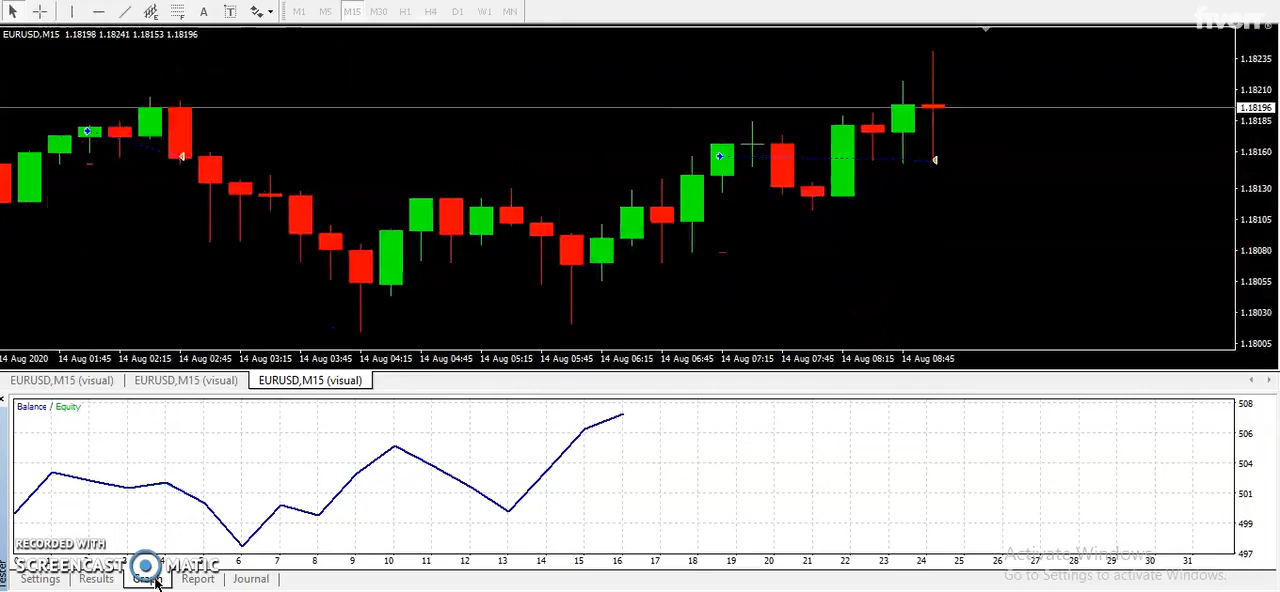 A T M1 M5 M15 M30 H1 H4 D1 W1 MN
fiverr®
EURUSD,M15 1.18198 1.18241 1.18153 1.18196
1.18235
1.18210
1.18196
1.18185
1.18160
1.18130
1.18105
1.18080
1.18055
1.18030
1.18005
14 Aug 2020 14 Aug 01:45 14 Aug 02:15 14 Aug 02:45 14 Aug 03:15 14 Aug 03:45 14 Aug 04:15 14 Aug 04:45 14 Aug 05:15 14 Aug 05:45 14 Aug 06:15 14 Aug 06:45 14 Aug 07:15 14 Aug 07:45 14 Aug 08:15 14 Aug 08:45
EURUSD,M15 (visual) EURUSD,M15 (visual) EURUSD,M15 (visual)
Balance / Equity
508
506
504
501
499
497
RECORDED WITH
SCREENCAST MATIC
6 7 8 9 10 11 12 13 14 15 16 17 18 19 20 21 22 23 24 25 26 27 28 29 30 31
Activate Windows
Go to Settings to activate Windows.
Tester
Settings Results Graph Report Journal